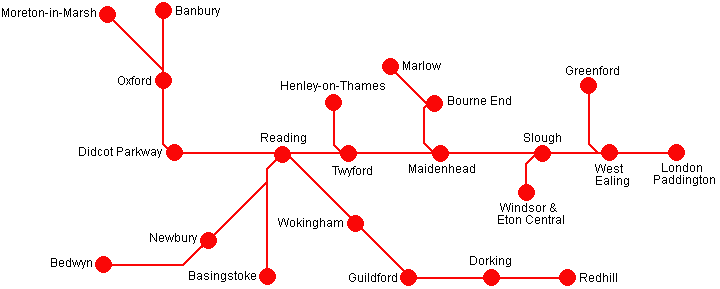 Moreton-in-Marsh
Banbury
Oxford
Marlow
Greenford
Henley-on-Thames
Bourne End
Didcot Parkway
Reading
Slough
Twyford
Maidenhead
West
Ealing
London
Paddington
Windsor &
Eton Central
Newbury
Wokingham
Bedwyn
Basingstoke
Guildford
Dorking
Redhill